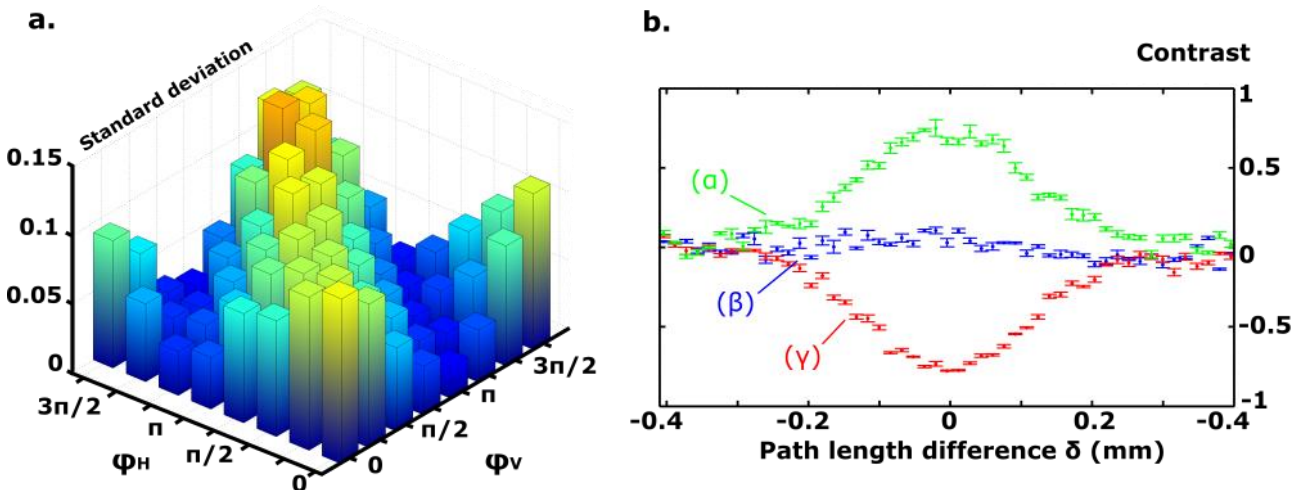 a.
Standard deviation
0.15
0.1
0.05
0
3π/2
π
π/2
0
φH
0
π/2
π
3π/2
φV
b.
Contrast
1
0.5
0
-0.5
-1
(α)
(β)
(γ)
-0.4 -0.2 0 0.2 -0.4
Path length difference δ (mm)